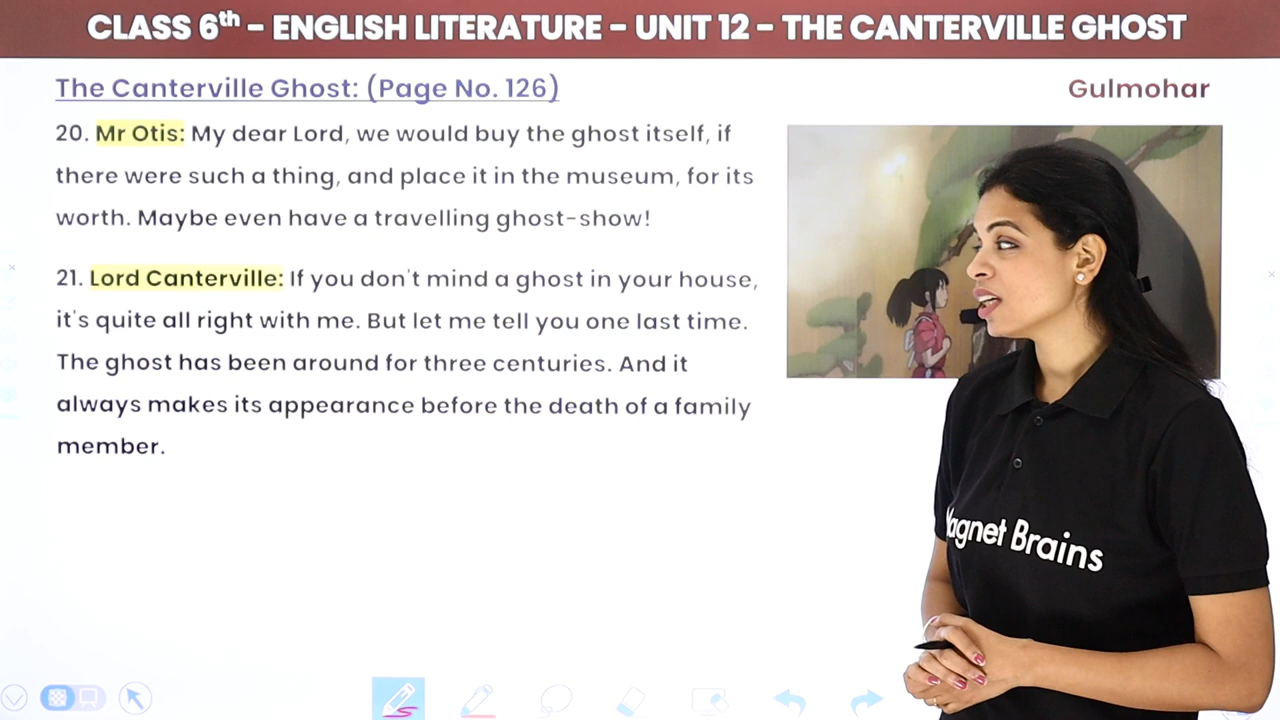 CLASS 6th - ENGLISH LITERATURE - UNIT 12 - THE CANTERVILLE GHOST
The Canterville Ghost: (Page No. 126)
Gulmohar
20. Mr Otis: My dear Lord, we would buy the ghost itself, if
there were such a thing, and place it in the museum, for its
worth. Maybe even have a travelling ghost-show!
21. Lord Canterville: If you don't mind a ghost in your house,
it's quite all right with me. But let me tell you one last time.
The ghost has been around for three centuries. And it
always makes its appearance before the death of a family
member.
agnet Brains